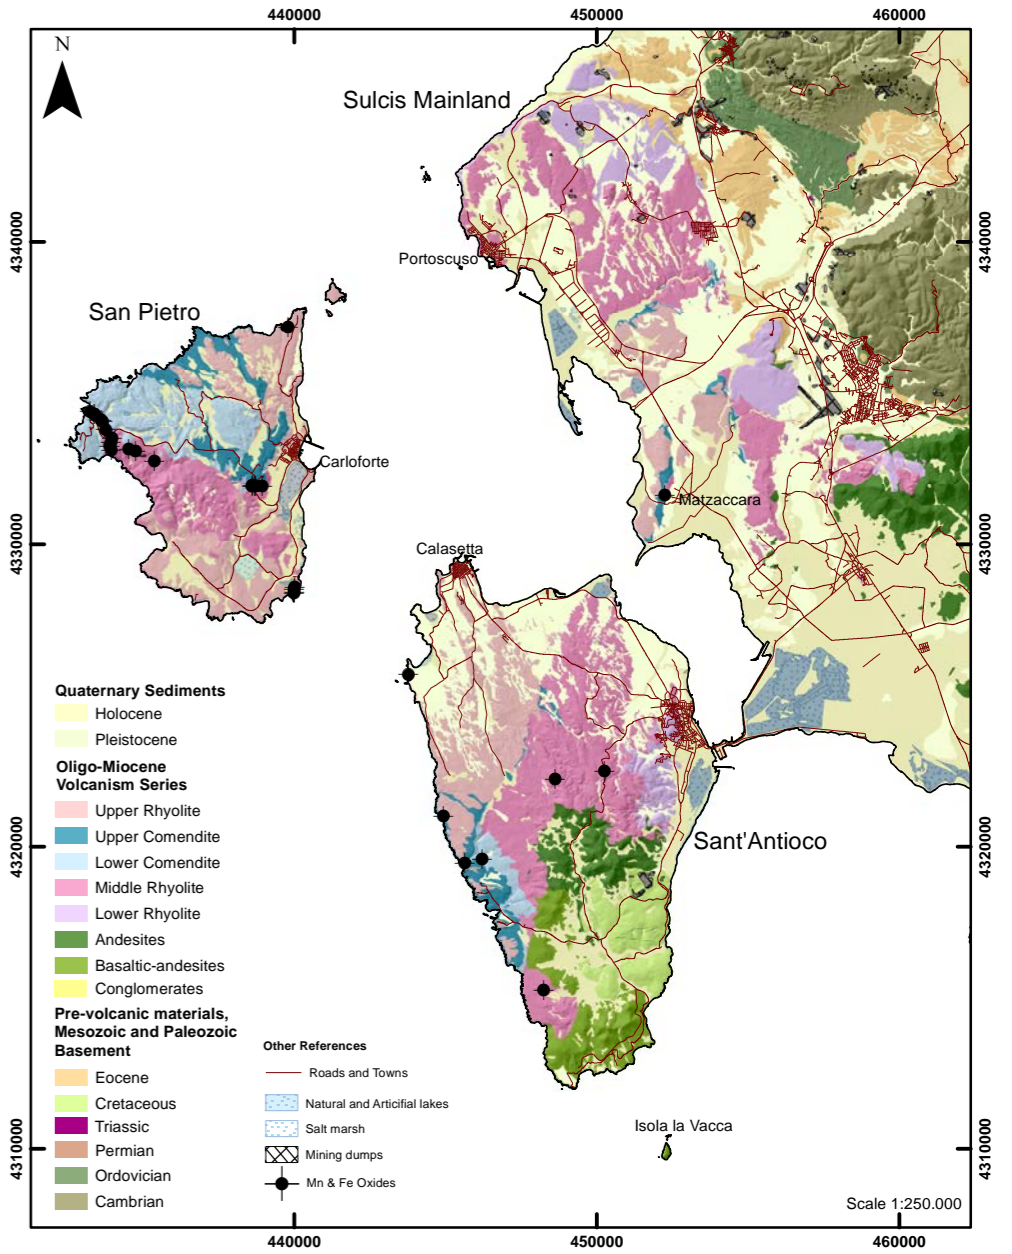 440000
450000
460000
N
Sulcis Mainland
4340000
4340000
Portoscuso
San Pietro
Carloforte
Matzaccara
4330000
4330000
Calasetta
Quaternary Sediments
Holocene
Pleistocene
Oligo-Miocene
Volcanism Series
Upper Rhyolite
Upper Comendite
Lower Comendite
Middle Rhyolite
Lower Rhyolite
Andesites
Basaltic-andesites
Conglomerates
4320000
4320000
Sant'Antioco
Pre-volcanic materials,
Mesozoic and Paleozoic
Basement
Eocene
Cretaceous
Triassic
Permian
Ordovician
Cambrian
Other References
Roads and Towns
Natural and Articifial lakes
Salt marsh
Mining dumps
Mn & Fe Oxides
Isola la Vacca
4310000
4310000
Scale 1:250.000
440000
450000
460000